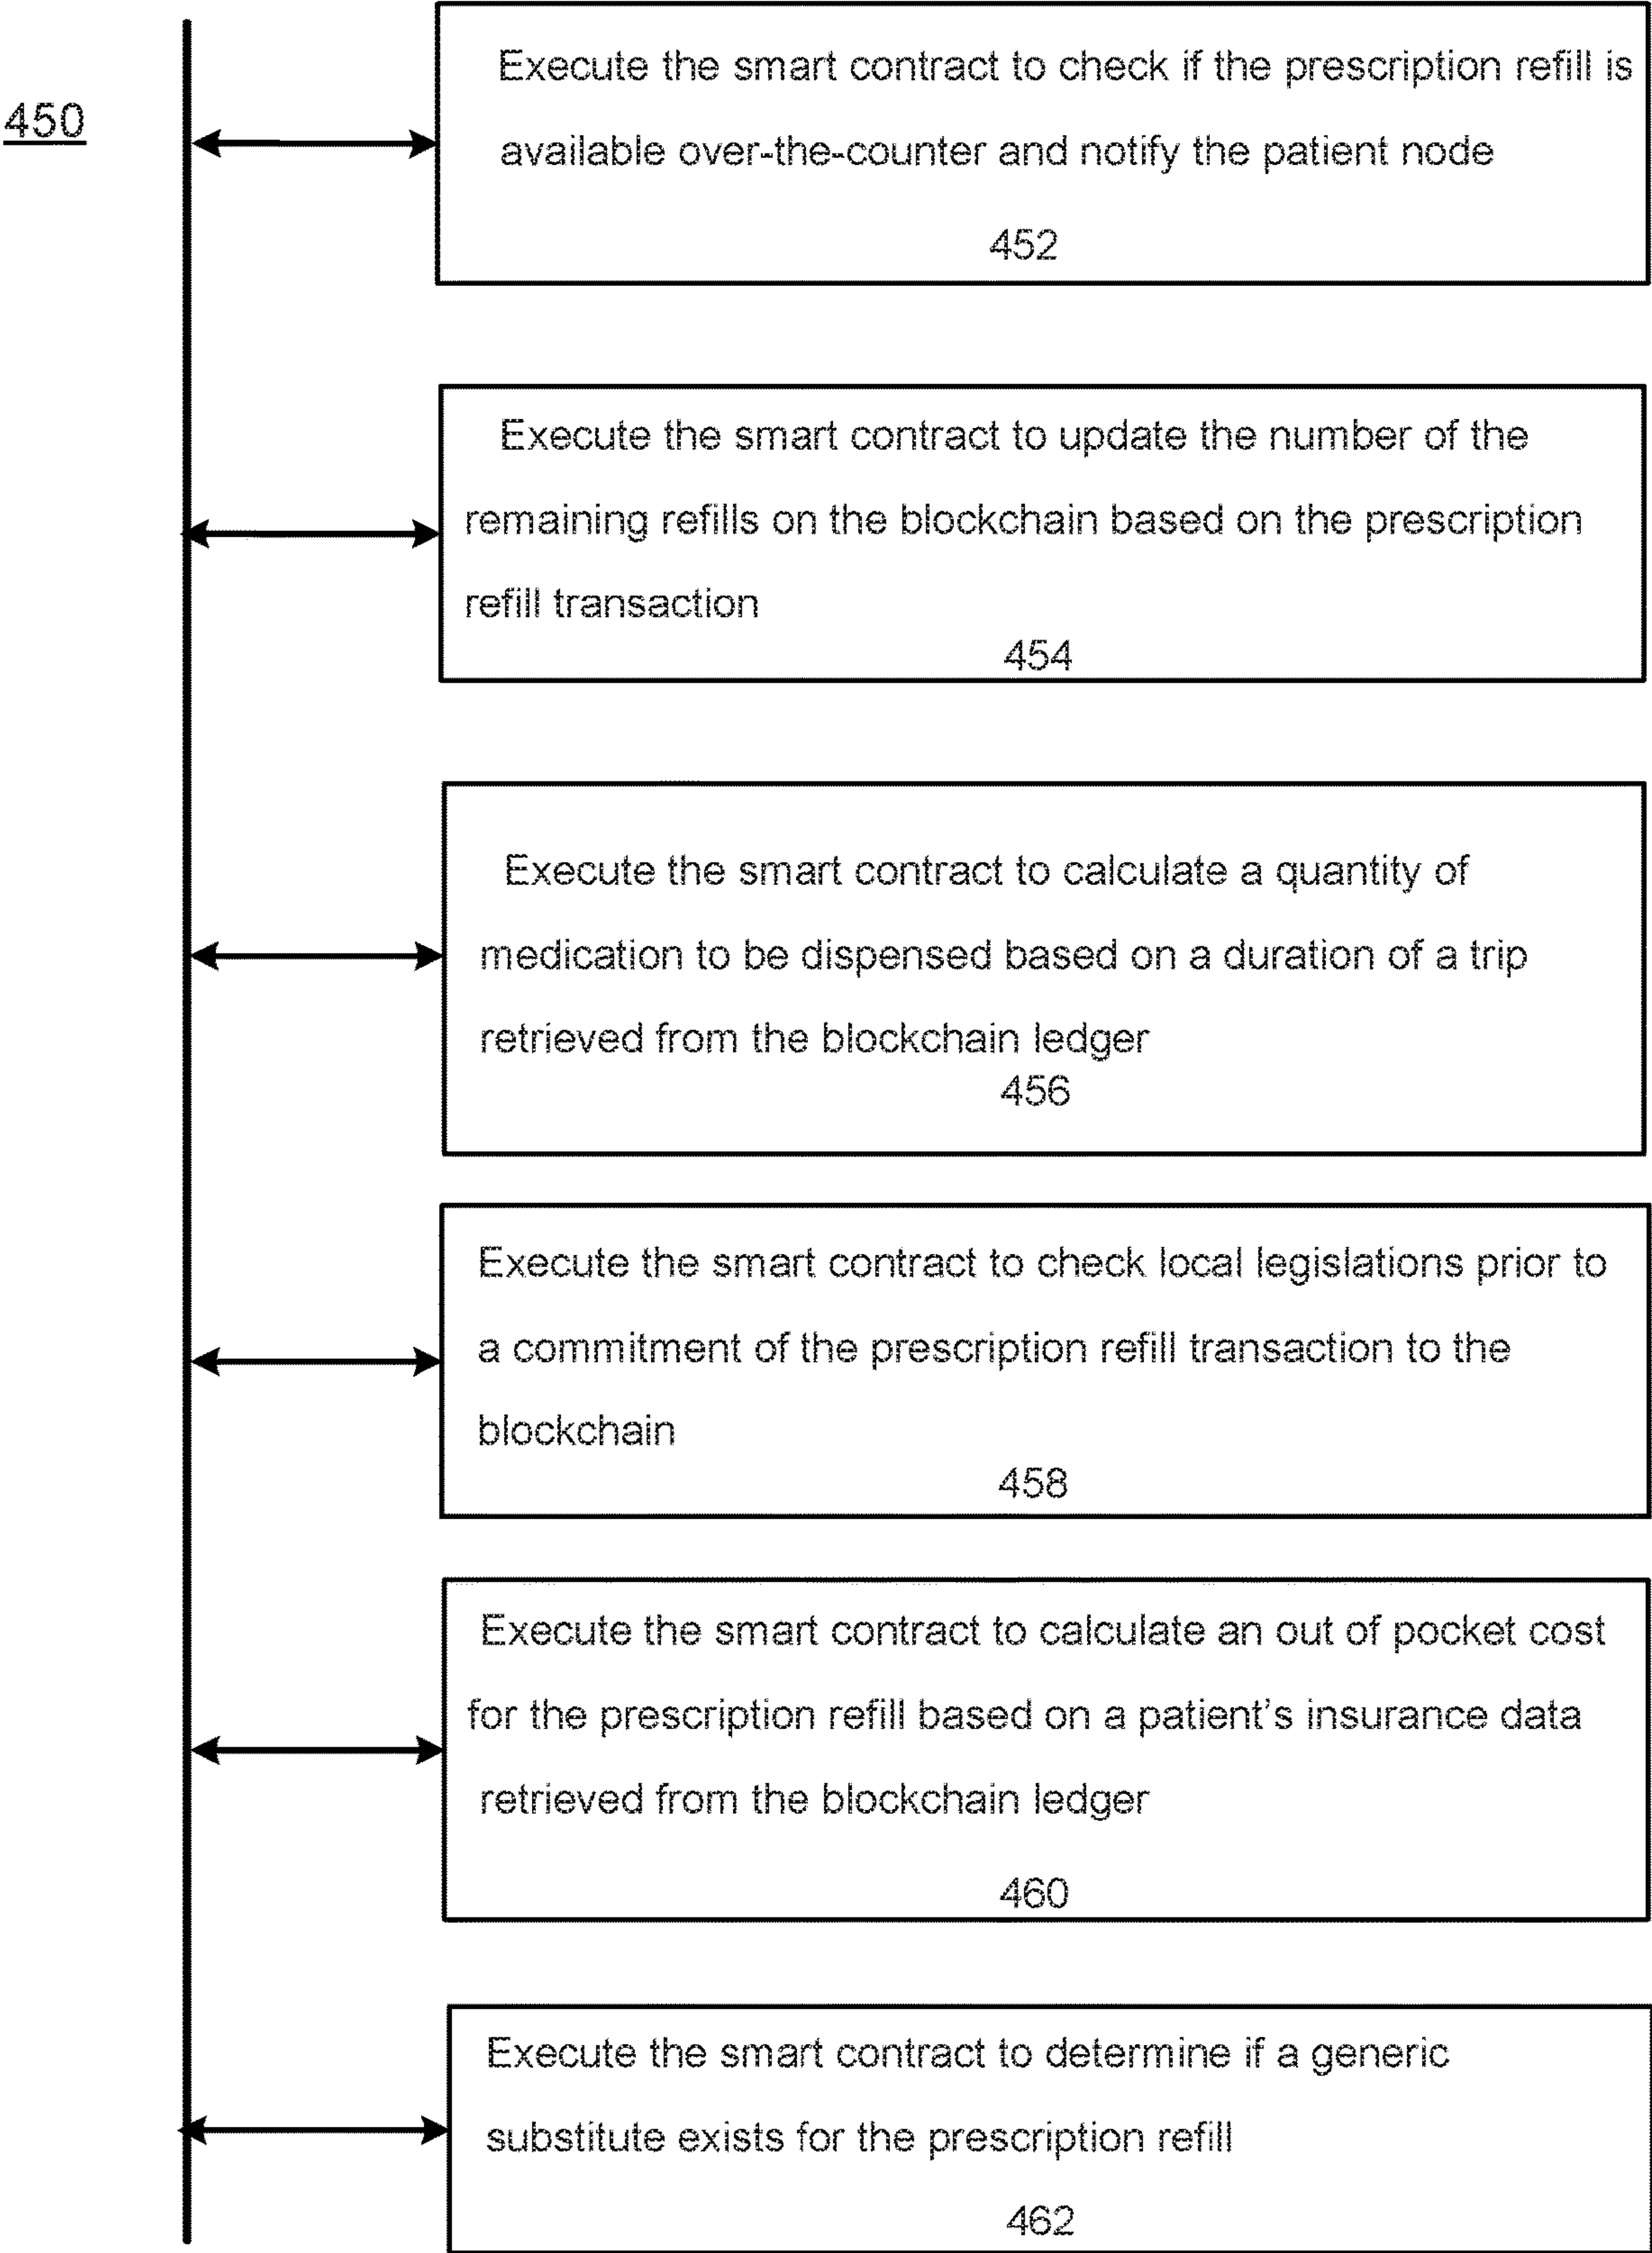 450
Execute the smart contract to check if the prescription refill is
available over-the-counter and notify the patient node
452
Execute the smart contract to update the number of the
remaining refills on the blockchain based on the prescription
refill transaction
454
Execute the smart contract to calculate a quantity of
medication to be dispensed based on a duration of a trip
retrieved from the blockchain ledger
456
Execute the smart contract to check local legislations prior to
a commitment of the prescription refill transaction to the
blockchain
458
Execute the smart contract to calculate an out of pocket cost
for the prescription refill based on a patient's insurance data
retrieved from the blockchain ledger
460
Execute the smart contract to determine if a generic
substitute exists for the prescription refill
462